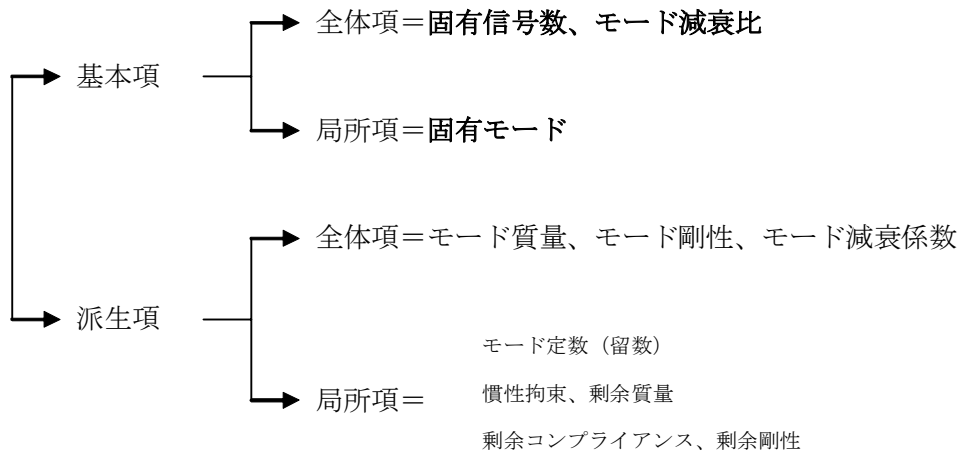 全体項＝固有信号数、モード減衰比
基本項
局所項＝固有モード
全体項＝モード質量、モード剛性、モード減衰係数
派生項
モード定数（留数）
局所項＝
慣性拘束、剰余質量
剰余コンプライアンス、剰余剛性